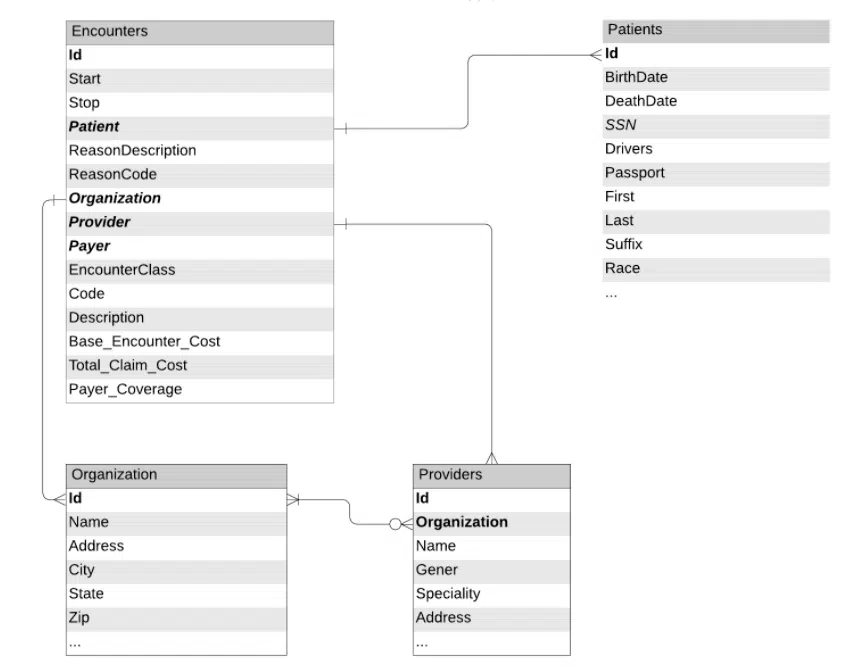 Encounters
Id
Start
Stop
Patient
ReasonDescription
ReasonCode
Organization
Provider
Payer
EncounterClass
Code
Description
Base_Encounter_Cost
Total_Claim_Cost
Payer_Coverage
Patients
Id
BirthDate
DeathDate
SSN
Drivers
Passport
First
Last
Suffix
Race
...
Organization
Id
Name
Address
City
State
Zip
...
Providers
Id
Organization
Name
Gener
Speciality
Address
...